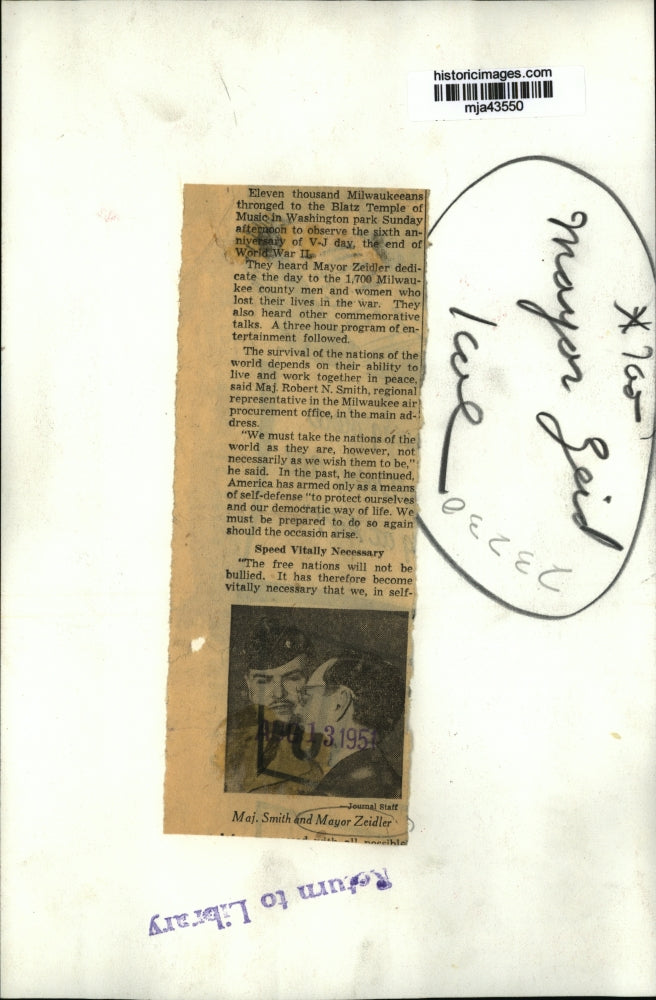 historicimages.com
mja43550
Eleven thousand Milwaukeeans
thronged to the Blatz Temple of
Music in Washington park Sunday
afternoon to observe the sixth an-
niversary of V-J day, the end of
World War II.
They heard Mayor Zeidler dedi-
cate the day to the 1,700 Milwau-
kee county men and women who
lost their lives in the war. They
also heard other commemorative
talks. A three hour program of en-
tertainment followed.
The survival of the nations of the
world depends on their ability to
live and work together in peace,
said Maj. Robert N. Smith, regional
representative in the Milwaukee air
procurement office, in the main ad-
dress.
"We must take the nations of the
world as they are, however, not
necessarily as we wish them to be,"
he said. In the past, he continued,
America has armed only as a means
of self-defense "to protect ourselves
and our democratic way of life. We
must be prepared to do so again
should the occasion arise.
Speed Vitally Necessary
"The free nations will not be
bullied. It has therefore become
vitally necessary that we, in self-
AUG 13 1951
—Journal Staff
Maj. Smith and Mayor Zeidler
with all possible
Mayor Zeid
Return to Library